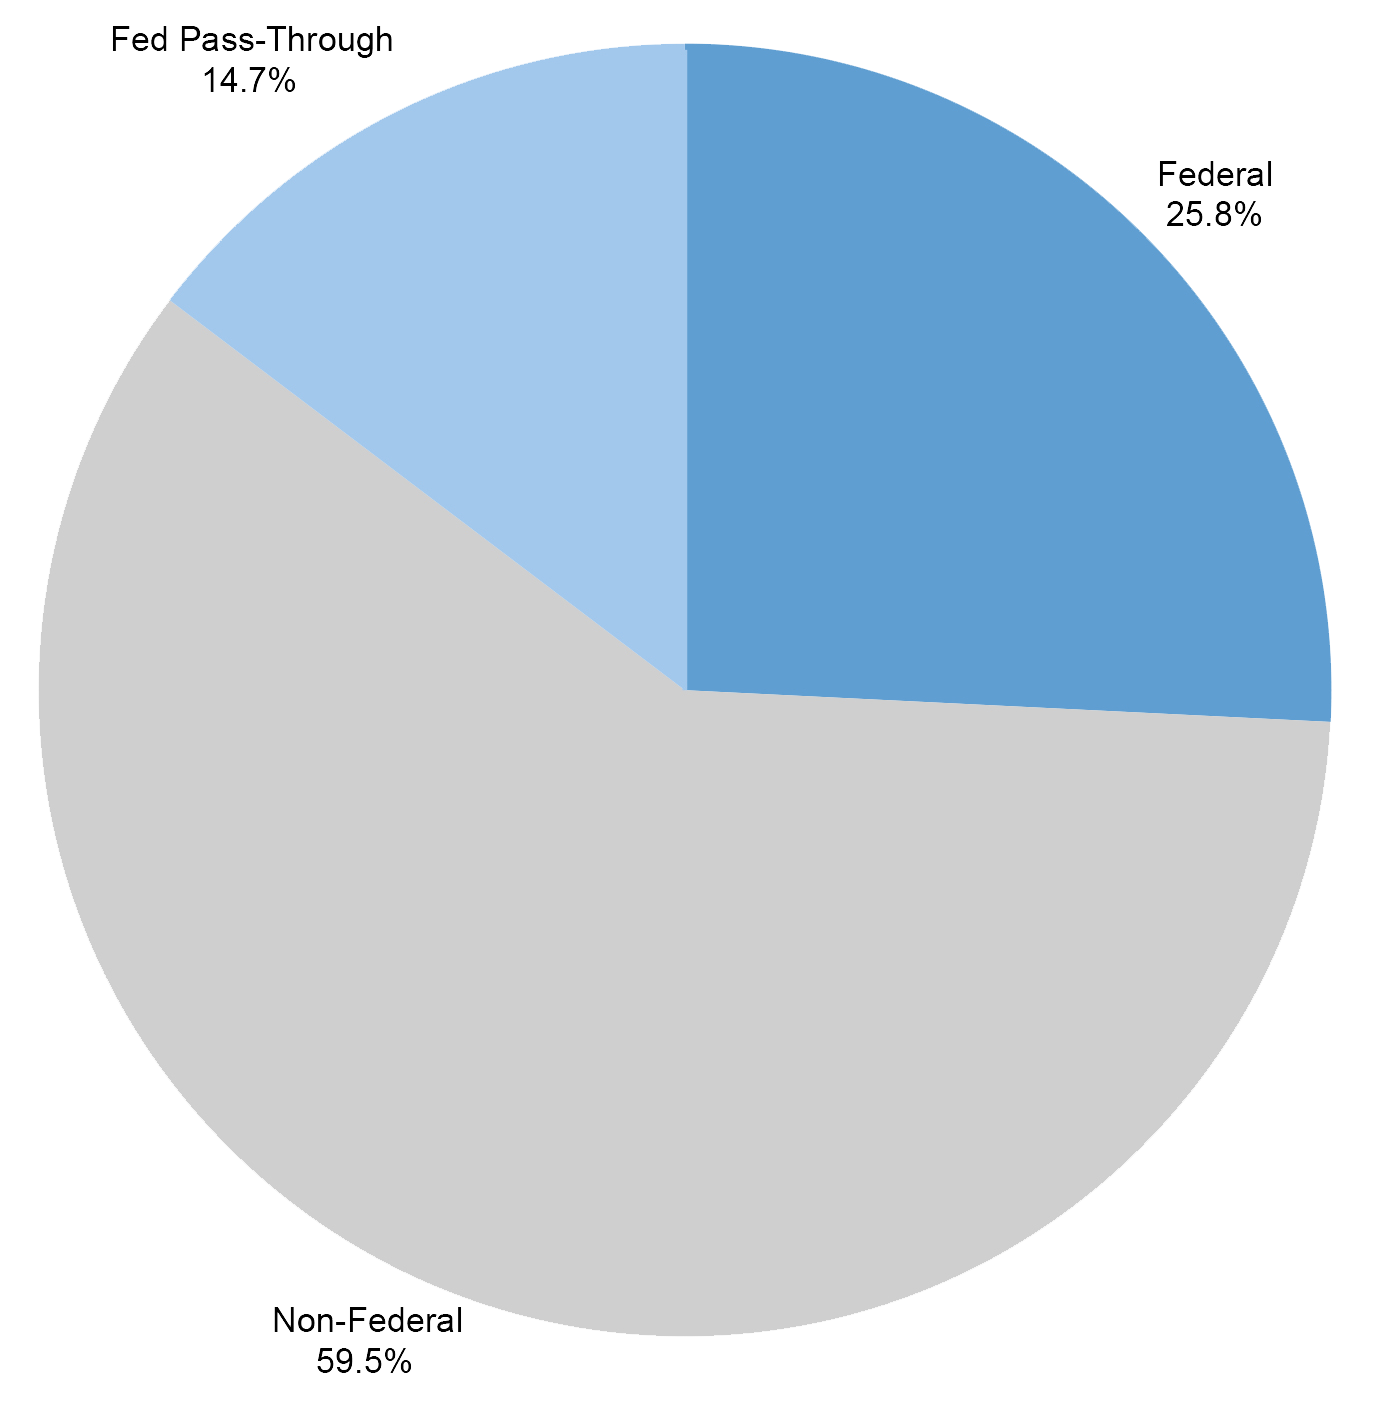 Fed Pass-Through
14.7%
Federal
25.8%
Non-Federal
59.5%